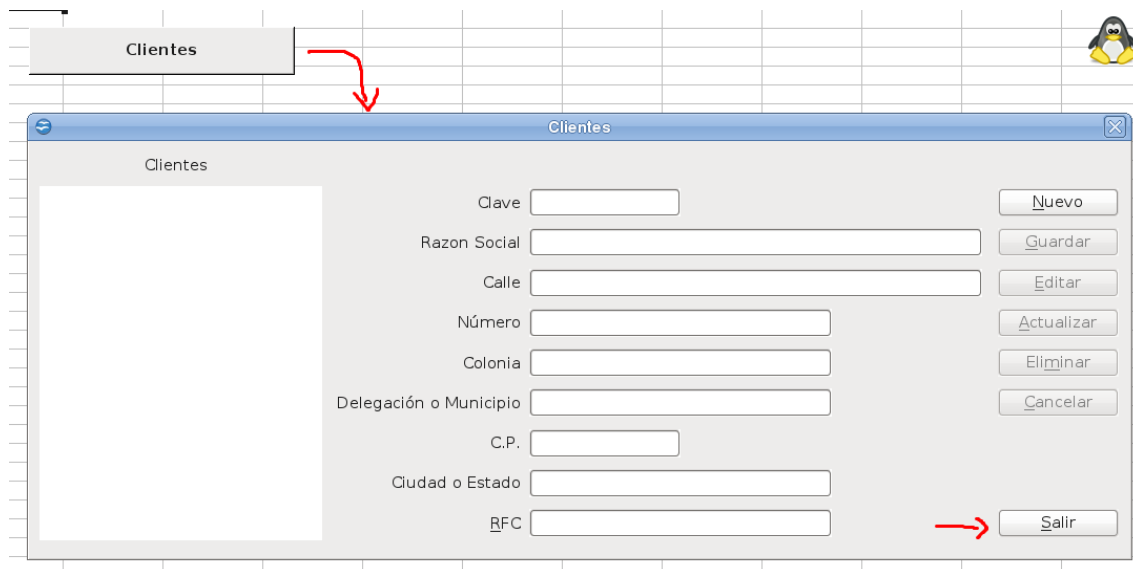 Clientes
Clientes
Clientes
Clave
Nuevo
Razon Social
Guardar
Calle
Editar
Número
Actualizar
Colonia
Eliminar
Delegación o Municipio
Cancelar
C.P.
Ciudad o Estado
RFC
Salir